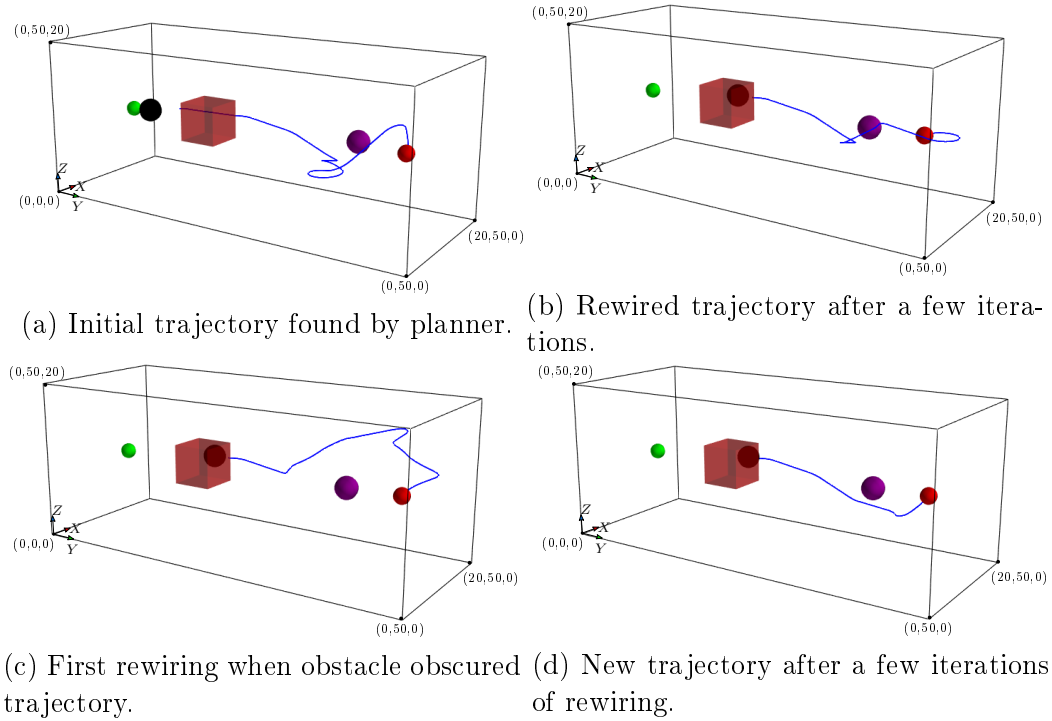 (0,50,20)
Z
X
(0,0,0)
Y
(20,50,0)
(0,50,0)
(a) Initial trajectory found by planner.
(0,50,20)
Z
X
(0,0,0)
Y
(20,50,0)
(0,50,0)
(b) Rewired trajectory after a few itera-
tions.
(0,50,20)
Z
X
(0,0,0)
Y
(20,50,0)
(0,50,0)
(c) First rewiring when obstacle obscured
trajectory.
(0,50,20)
Z
X
(0,0,0)
Y
(20,50,0)
(0,50,0)
(d) New trajectory after a few iterations
of rewiring.